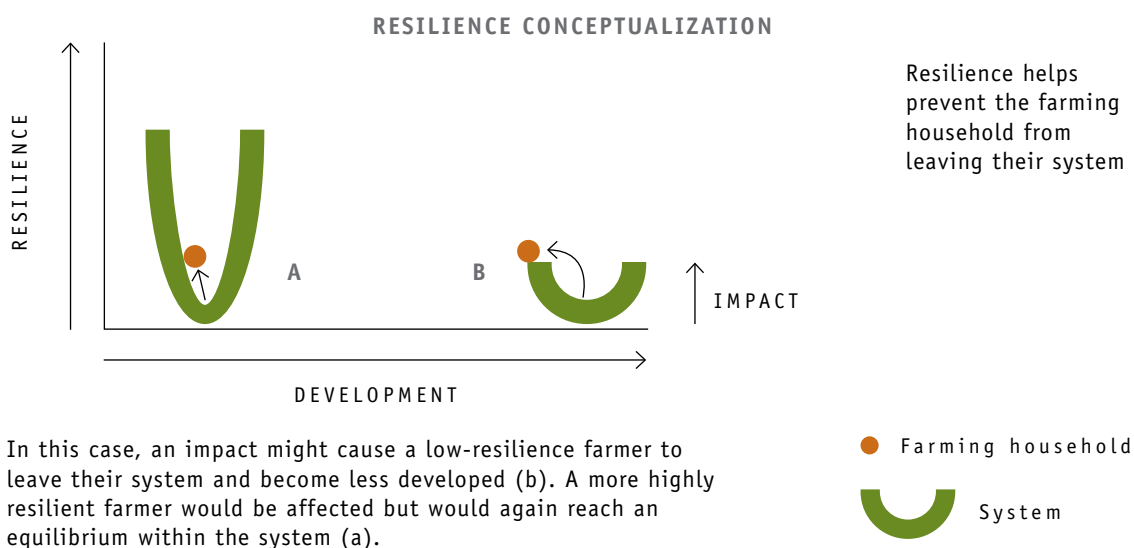 RESILIENCE CONCEPTUALIZATION
RESILIENCE
Resilience helps
prevent the farming
household from
leaving their system
A
B
IMPACT
DEVELOPMENT
In this case, an impact might cause a low-resilience farmer to
leave their system and become less developed (b). A more highly
resilient farmer would be affected but would again reach an
equilibrium within the system (a).
Farming household
System